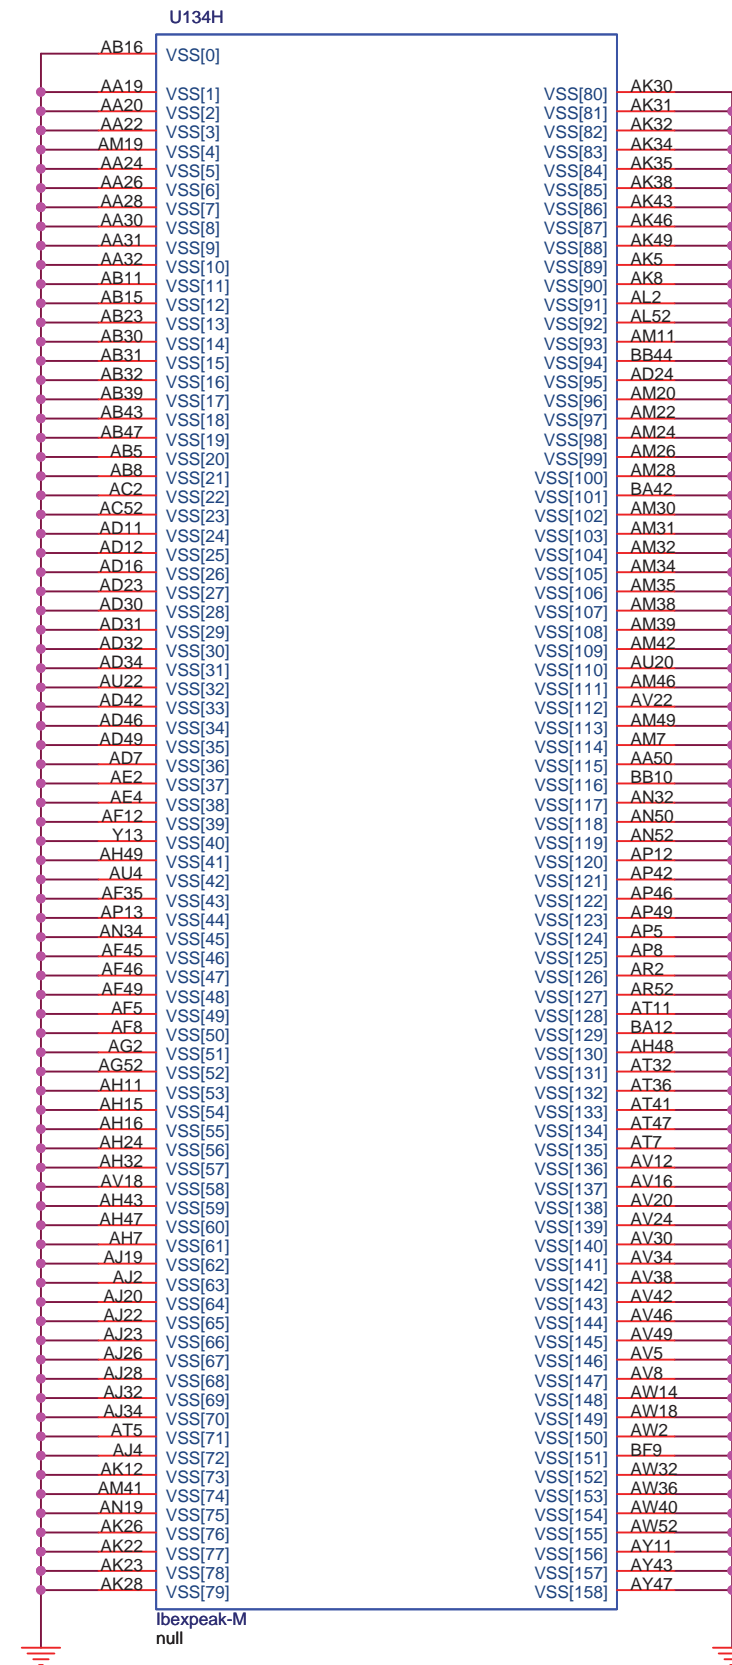 U134H
AB16 VSS[0]
AA19 VSS[1] VSS[80] AK30
AA20 VSS[2] VSS[81] AK31
AA22 VSS[3] VSS[82] AK32
AM19 VSS[4] VSS[83] AK34
AA24 VSS[5] VSS[84] AK35
AA26 VSS[6] VSS[85] AK38
AA28 VSS[7] VSS[86] AK43
AA30 VSS[8] VSS[87] AK46
AA31 VSS[9] VSS[88] AK49
AA32 VSS[10] VSS[89] AK5
AB11 VSS[11] VSS[90] AK8
AB15 VSS[12] VSS[91] AL2
AB23 VSS[13] VSS[92] AL52
AB30 VSS[14] VSS[93] AM11
AB31 VSS[15] VSS[94] BB44
AB32 VSS[16] VSS[95] AD24
AB39 VSS[17] VSS[96] AM20
AB43 VSS[18] VSS[97] AM22
AB47 VSS[19] VSS[98] AM24
AB5 VSS[20] VSS[99] AM26
AB8 VSS[21] VSS[100] AM28
AC2 VSS[22] VSS[101] BA42
AC52 VSS[23] VSS[102] AM30
AD11 VSS[24] VSS[103] AM31
AD12 VSS[25] VSS[104] AM32
AD16 VSS[26] VSS[105] AM34
AD23 VSS[27] VSS[106] AM35
AD30 VSS[28] VSS[107] AM38
AD31 VSS[29] VSS[108] AM39
AD32 VSS[30] VSS[109] AM42
AD34 VSS[31] VSS[110] AU20
AU22 VSS[32] VSS[111] AM46
AD42 VSS[33] VSS[112] AV22
AD46 VSS[34] VSS[113] AM49
AD49 VSS[35] VSS[114] AM7
AD7 VSS[36] VSS[115] AA50
AE2 VSS[37] VSS[116] BB10
AE4 VSS[38] VSS[117] AN32
AF12 VSS[39] VSS[118] AN50
Y13 VSS[40] VSS[119] AN52
AH49 VSS[41] VSS[120] AP12
AU4 VSS[42] VSS[121] AP42
AF35 VSS[43] VSS[122] AP46
AP13 VSS[44] VSS[123] AP49
AN34 VSS[45] VSS[124] AP5
AF45 VSS[46] VSS[125] AP8
AF46 VSS[47] VSS[126] AR2
AF49 VSS[48] VSS[127] AR52
AF5 VSS[49] VSS[128] AT11
AF8 VSS[50] VSS[129] BA12
AG2 VSS[51] VSS[130] AH48
AG52 VSS[52] VSS[131] AT32
AH11 VSS[53] VSS[132] AT36
AH15 VSS[54] VSS[133] AT41
AH16 VSS[55] VSS[134] AT47
AH24 VSS[56] VSS[135] AT7
AH32 VSS[57] VSS[136] AV12
AV18 VSS[58] VSS[137] AV16
AH43 VSS[59] VSS[138] AV20
AH47 VSS[60] VSS[139] AV24
AH7 VSS[61] VSS[140] AV30
AJ19 VSS[62] VSS[141] AV34
AJ2 VSS[63] VSS[142] AV38
AJ20 VSS[64] VSS[143] AV42
AJ22 VSS[65] VSS[144] AV46
AJ23 VSS[66] VSS[145] AV49
AJ26 VSS[67] VSS[146] AV5
AJ28 VSS[68] VSS[147] AV8
AJ32 VSS[69] VSS[148] AW14
AJ34 VSS[70] VSS[149] AW18
AT5 VSS[71] VSS[150] AW2
AJ4 VSS[72] VSS[151] BF9
AK12 VSS[73] VSS[152] AW32
AM41 VSS[74] VSS[153] AW36
AN19 VSS[75] VSS[154] AW40
AK26 VSS[76] VSS[155] AW52
AK22 VSS[77] VSS[156] AY11
AK23 VSS[78] VSS[157] AY43
AK28 VSS[79] VSS[158] AY47
Ibexpeak-M
null